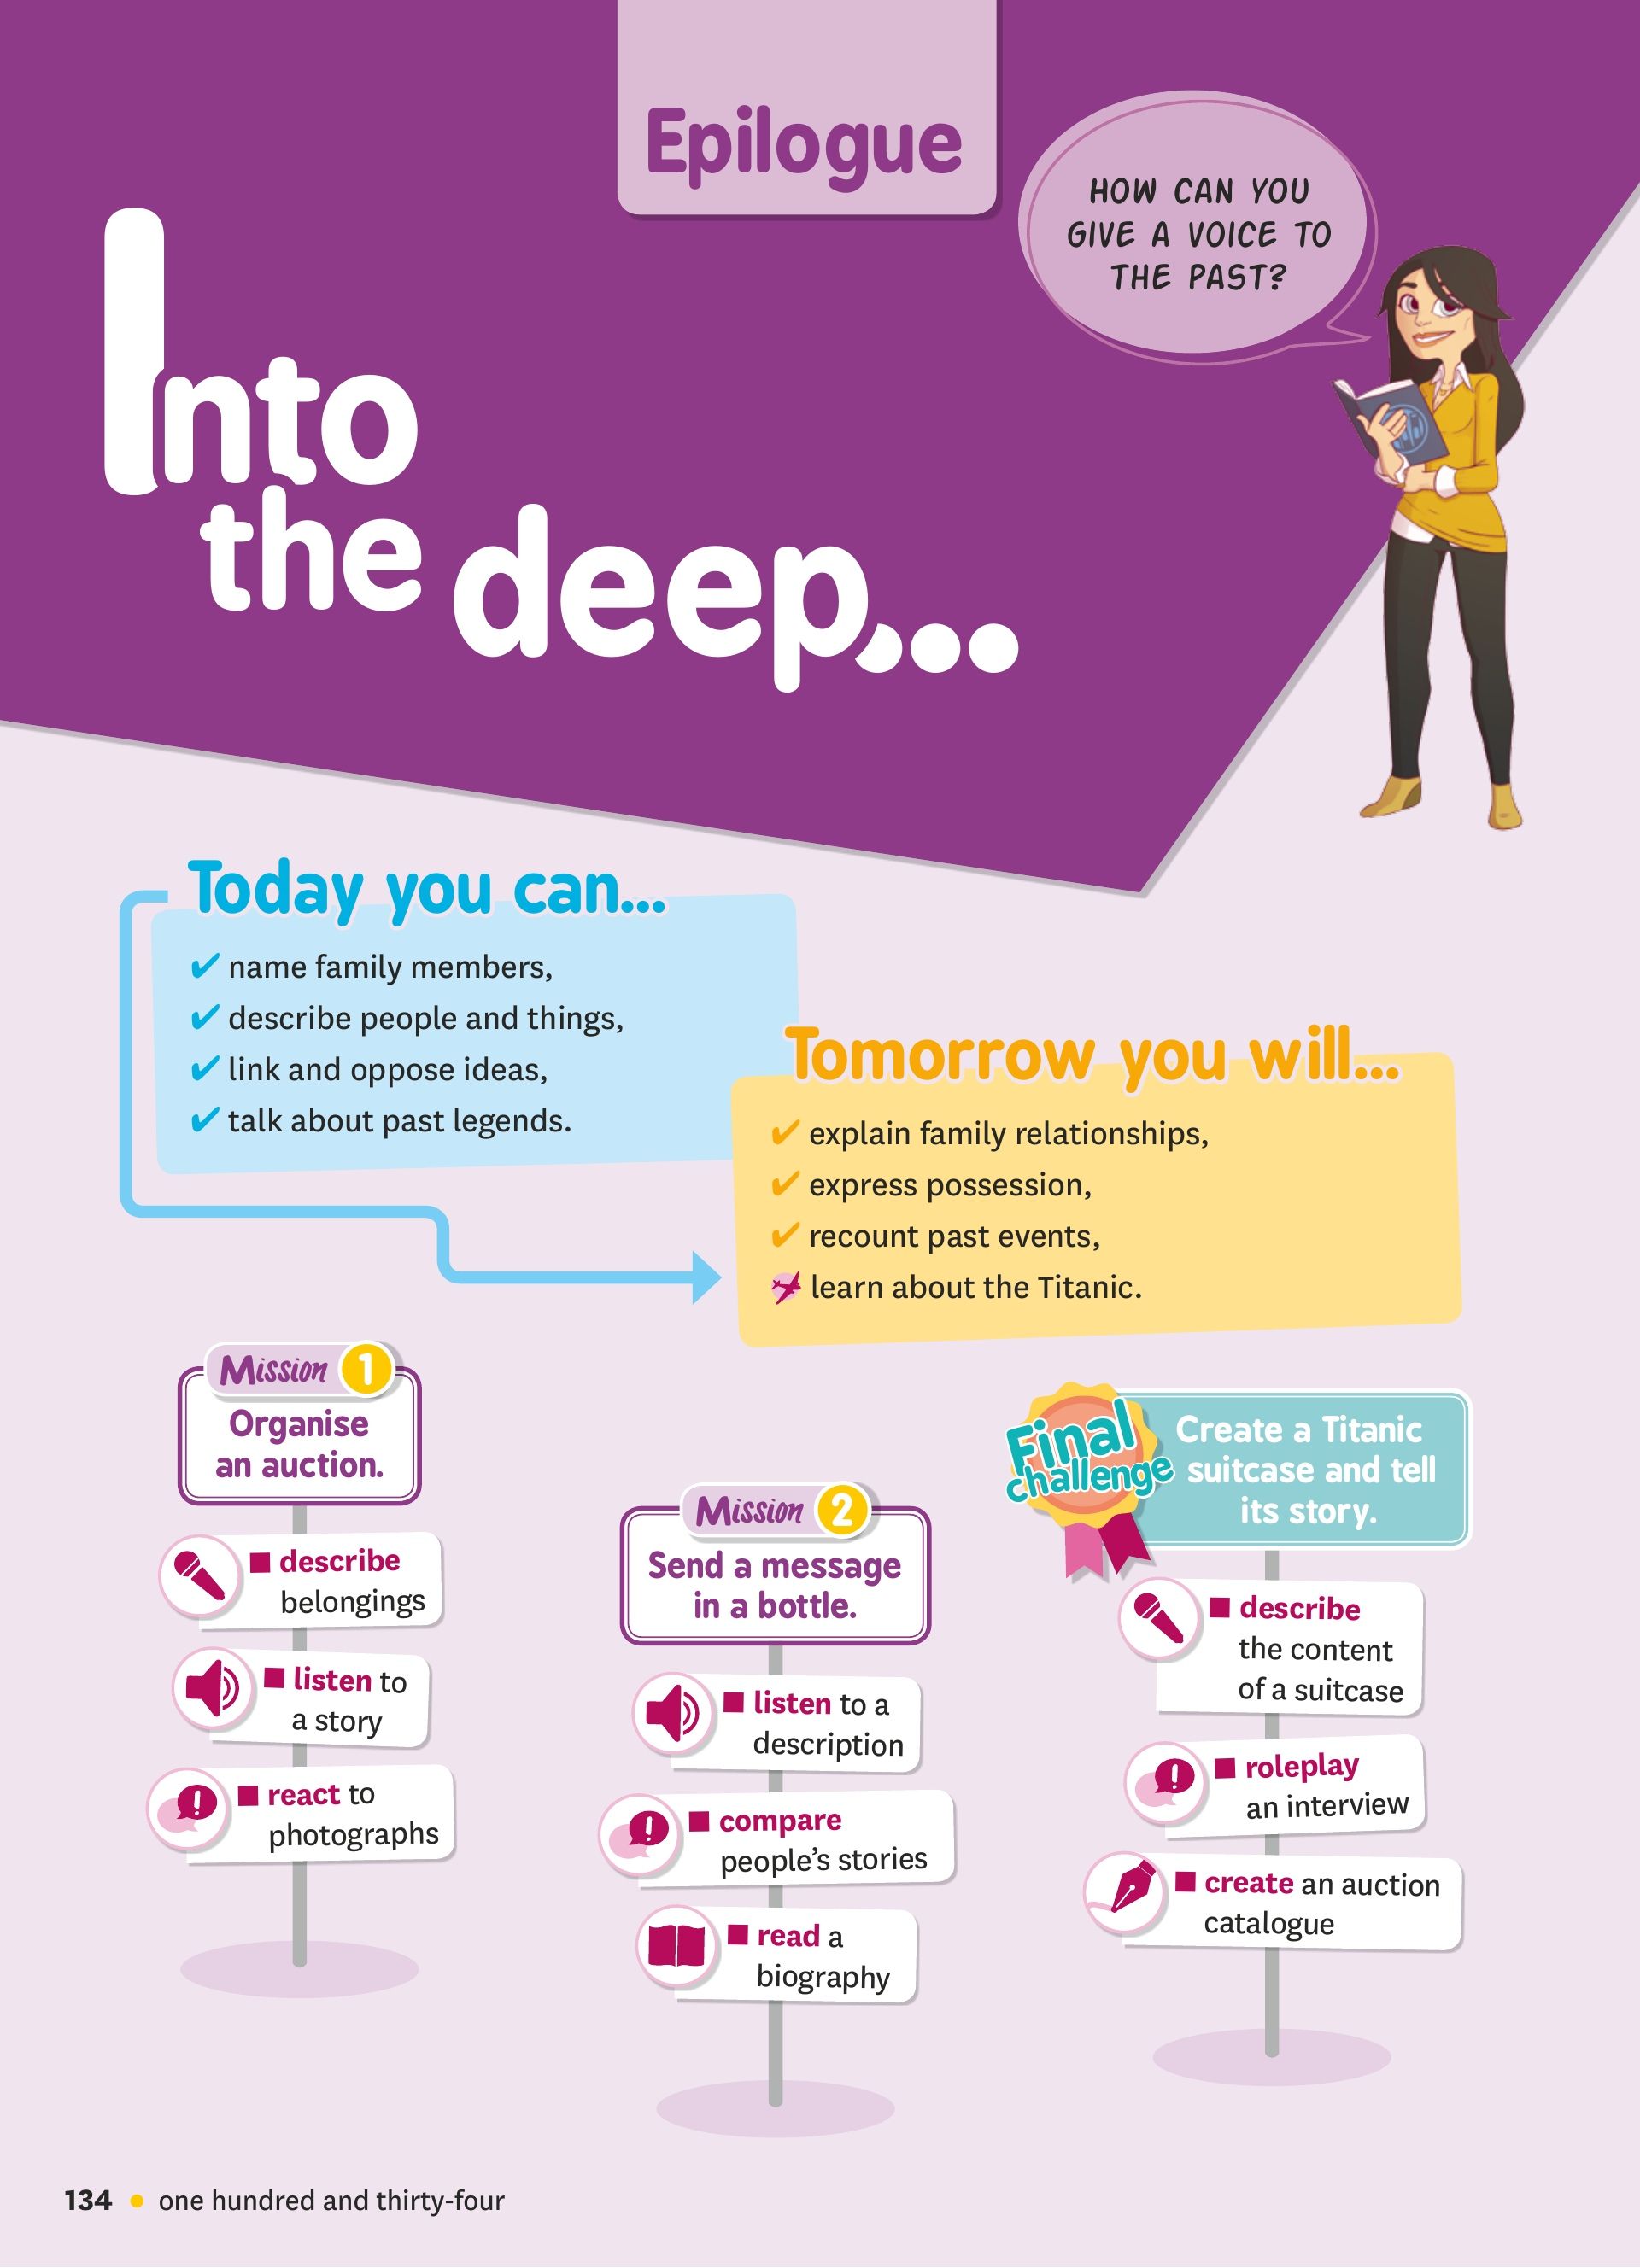 Epilogue
HOW CAN YOU
GIVE A VOICE TO
THE PAST?
Into
the deep...
Today you can...
✔ name family members,
✔ describe people and things,
✔ link and oppose ideas,
✔ talk about past legends.
Tomorrow you will...
✔ explain family relationships,
✔ express possession,
✔ recount past events,
learn about the Titanic.
Mission 1
Organise
an auction.
■ describe
belongings
■ listen to
a story
■ react to
photographs
Mission 2
Send a message
in a bottle.
■ listen to a
description
■ compare
people's stories
■ read a
biography
Final
challenge
Create a Titanic
suitcase and tell
its story.
■ describe
the content
of a suitcase
■ roleplay
an interview
■ create an auction
catalogue
134 • one hundred and thirty-four